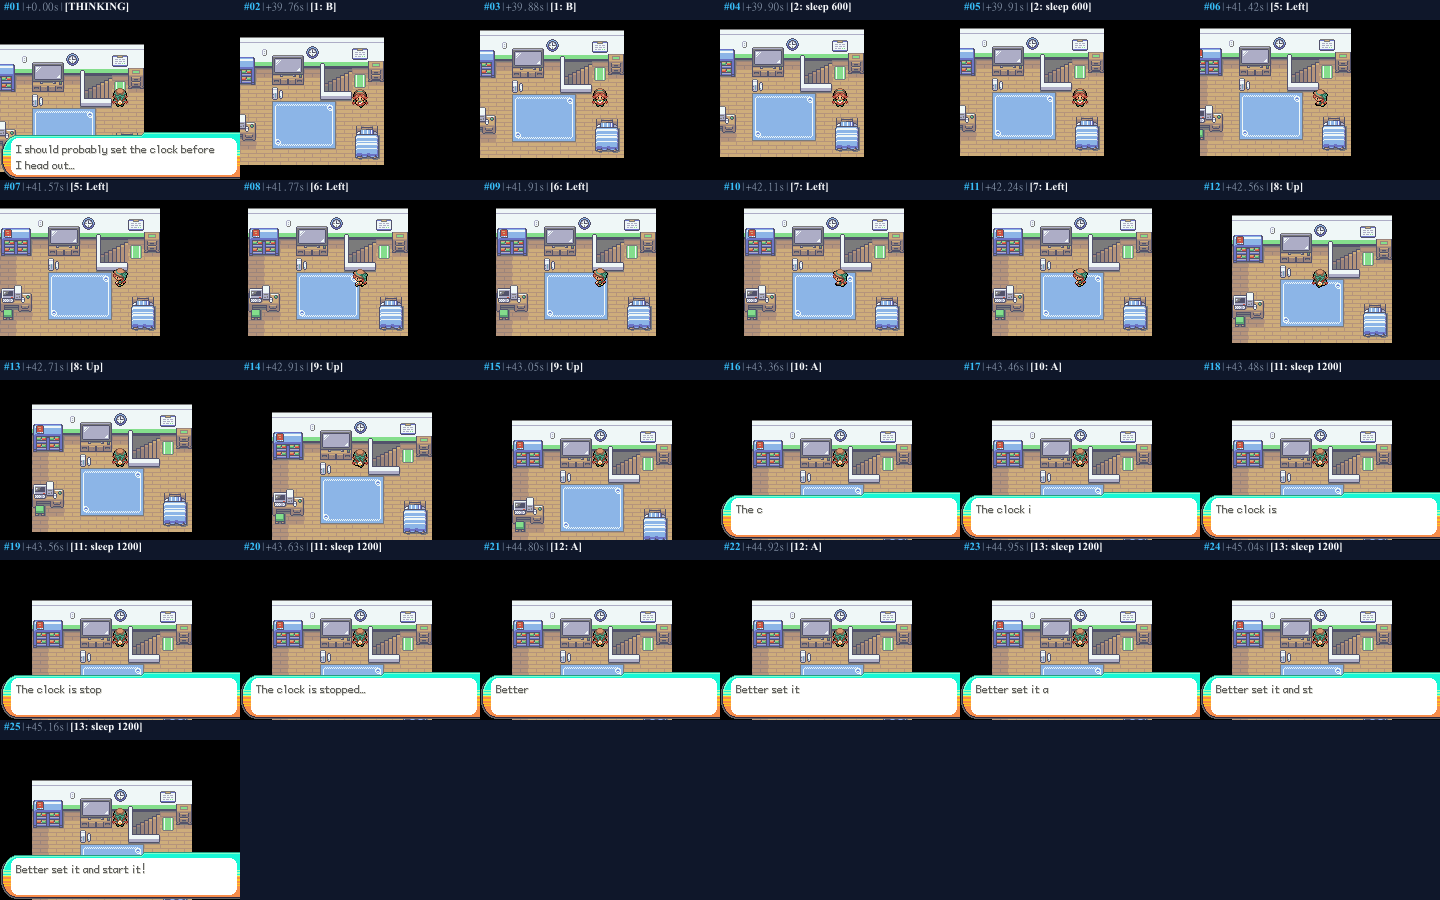 #01|+0.00s|[THINKING]
#02|+39.76s|[1: B]
#03|+39.88s|[1: B]
#04|+39.90s|[2: sleep 600]
#05|+39.91s|[2: sleep 600]
#06|+41.42s|[5: Left]
I should probably set the clock before
I head out...
#07|+41.57s|[5: Left]
#08|+41.77s|[6: Left]
#09|+41.91s|[6: Left]
#10|+42.11s|[7: Left]
#11|+42.24s|[7: Left]
#12|+42.56s|[8: Up]
#13|+42.71s|[8: Up]
#14|+42.91s|[9: Up]
#15|+43.05s|[9: Up]
#16|+43.36s|[10: A]
#17|+43.46s|[10: A]
#18|+43.48s|[11: sleep 1200]
The c
The clock i
The clock is
#19|+43.56s|[11: sleep 1200]
#20|+43.63s|[11: sleep 1200]
#21|+44.80s|[12: A]
#22|+44.92s|[12: A]
#23|+44.95s|[13: sleep 1200]
#24|+45.04s|[13: sleep 1200]
The clock is stop
The clock is stopped...
Better
Better set it
Better set it a
Better set it and st
#25|+45.16s|[13: sleep 1200]
Better set it and start it!